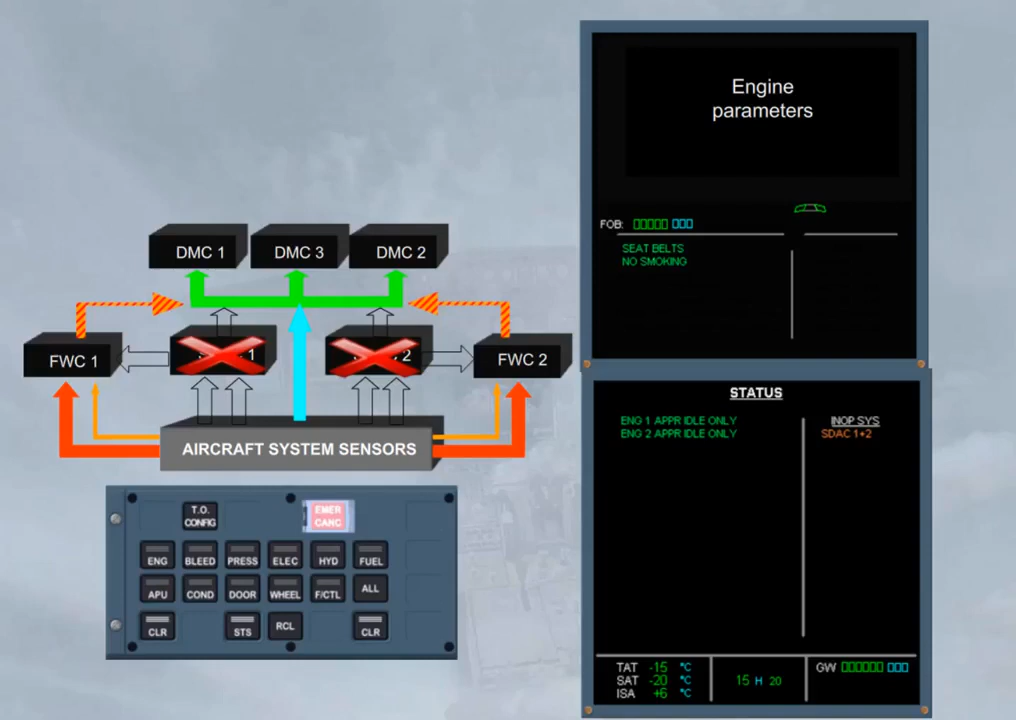 Engine
parameters
FOB:
SEAT BELTS
NO SMOKING
DMC 1
DMC 3
DMC 2
FWC 1
1
2
FWC 2
AIRCRAFT SYSTEM SENSORS
T.O.
CONFIG
EMER
CANC
ENG BLEED PRESS ELEC HYD FUEL
APU COND DOOR WHEEL F/CTL ALL
CLR STS RCL CLR
STATUS
ENG 1 APPR IDLE ONLY
ENG 2 APPR IDLE ONLY
INOP SYS
SDAC 1+2
TAT -15 °C
SAT -20 °C
ISA +6 °C
15 H 20
GW